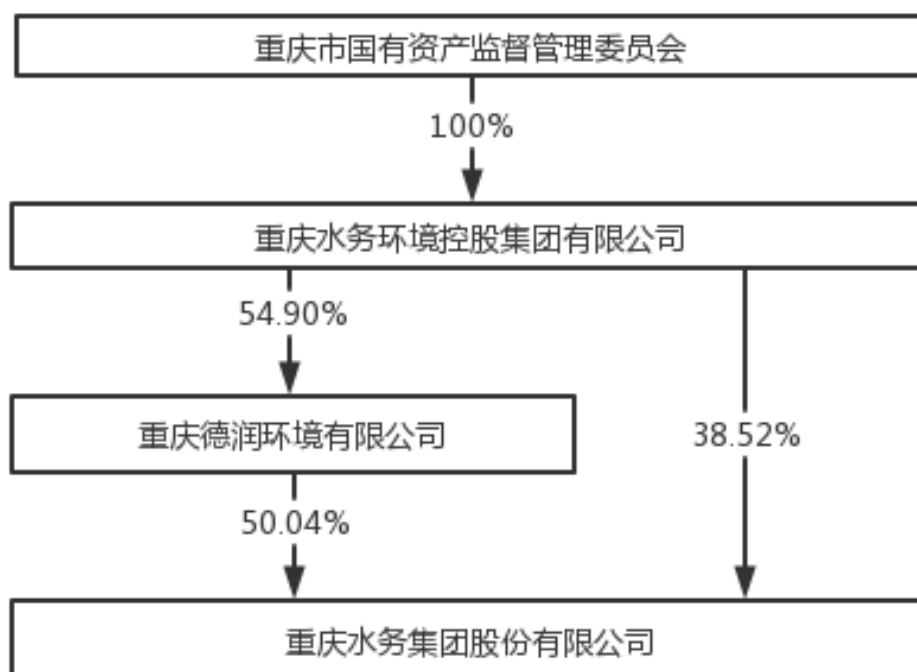 重庆市国有资产监督管理委员会
100%
重庆水务环境控股集团有限公司
54.90%
重庆德润环境有限公司
38.52%
50.04%
重庆水务集团股份有限公司